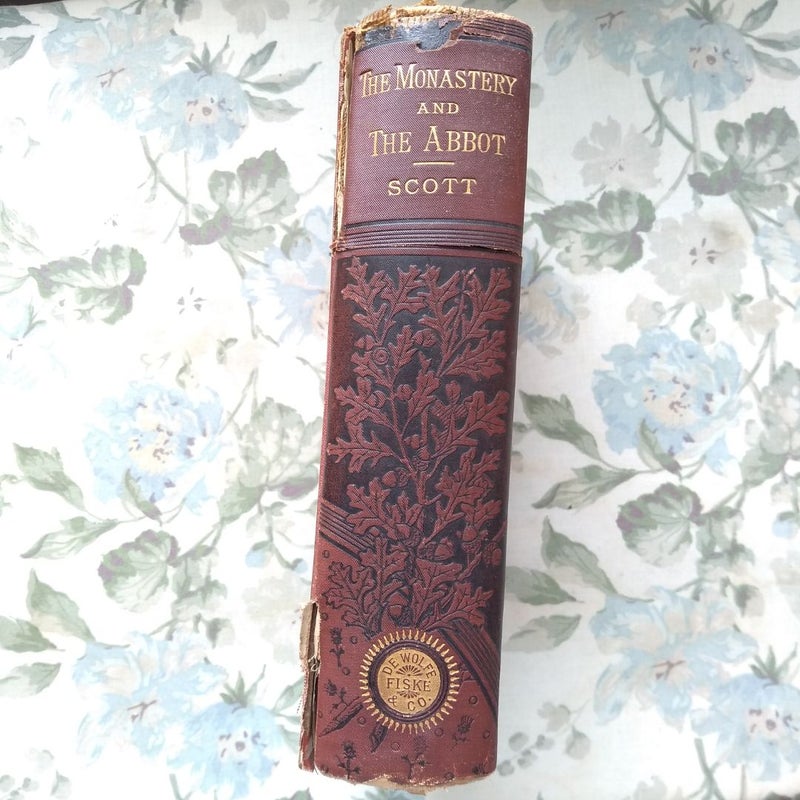 THE MONASTERY
AND
THE ABBOT
SCOTT
DE WOLFE
FISKE
& CO.